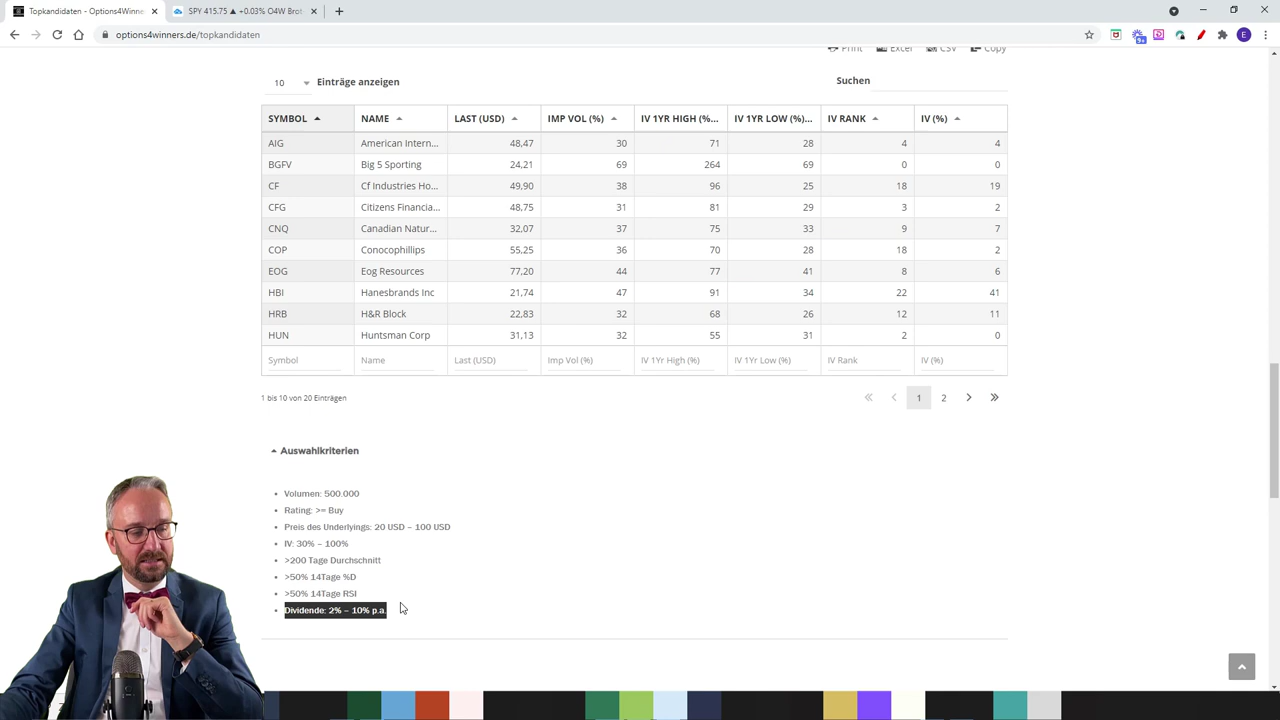 Topkandidaten - Options4Winners
SPY 415.75 ▲ +0.03% O4W Bro
options4winners.de/topkandidaten
9+
E
Print Excel CSV Copy
10 Einträge anzeigen
Suchen
SYMBOL NAME LAST (USD) IMP VOL (%) IV 1YR HIGH (%... IV 1YR LOW (%)... IV RANK IV (%)
AIG American Intern... 48,47 30 71 28 4 4
BGFV Big 5 Sporting 24,21 69 264 69 0 0
CF Cf Industries Ho... 49,90 38 96 25 18 19
CFG Citizens Financia... 48,75 31 81 29 3 2
CNQ Canadian Natur... 32,07 37 75 33 9 7
COP Conocophillips 55,25 36 70 28 18 2
EOG Eog Resources 77,20 44 77 41 8 6
HBI Hanesbrands Inc 21,74 47 91 34 22 41
HRB H&R Block 22,83 32 68 26 12 11
HUN Huntsman Corp 31,13 32 55 31 2 0
Symbol Name Last (USD) Imp Vol (%) IV 1Yr High (%) IV 1Yr Low (%) IV Rank IV (%)
1 bis 10 von 20 Einträgen
1 2
Auswahlkriterien
• Volumen: 500.000
• Rating: >= Buy
• Preis des Underlyings: 20 USD – 100 USD
• IV: 30% – 100%
• >200 Tage Durchschnitt
• >50% 14Tage %D
• >50% 14Tage RSI
• Dividende: 2% – 10% p.a.